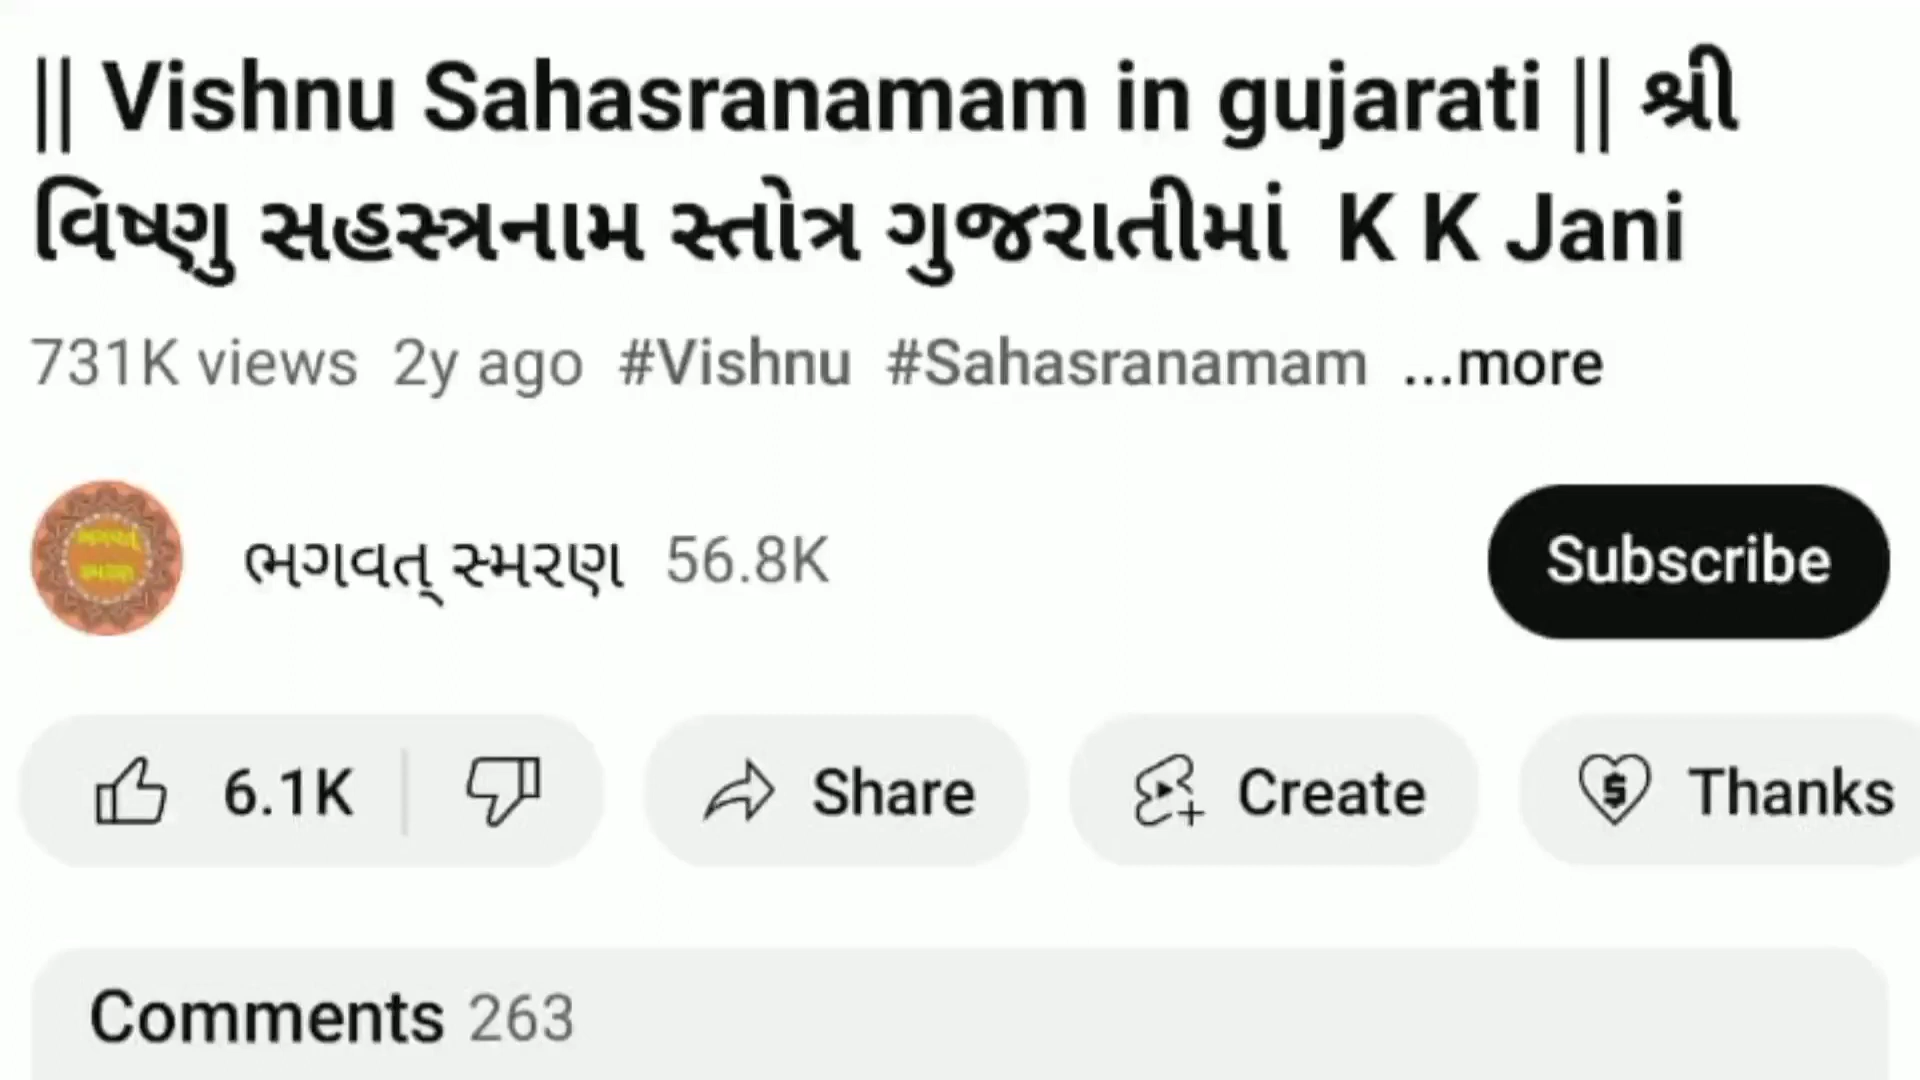 || Vishnu Sahasranamam in gujarati || શ્રી
વિષ્ણુ સહસ્ત્રનામ સ્તોત્ર ગુજરાતીમાં K K Jani
731K views 2y ago #Vishnu #Sahasranamam ...more
ભગવત્ સ્મરણ 56.8K
Subscribe
6.1K
Share
Create
Thanks
Comments 263